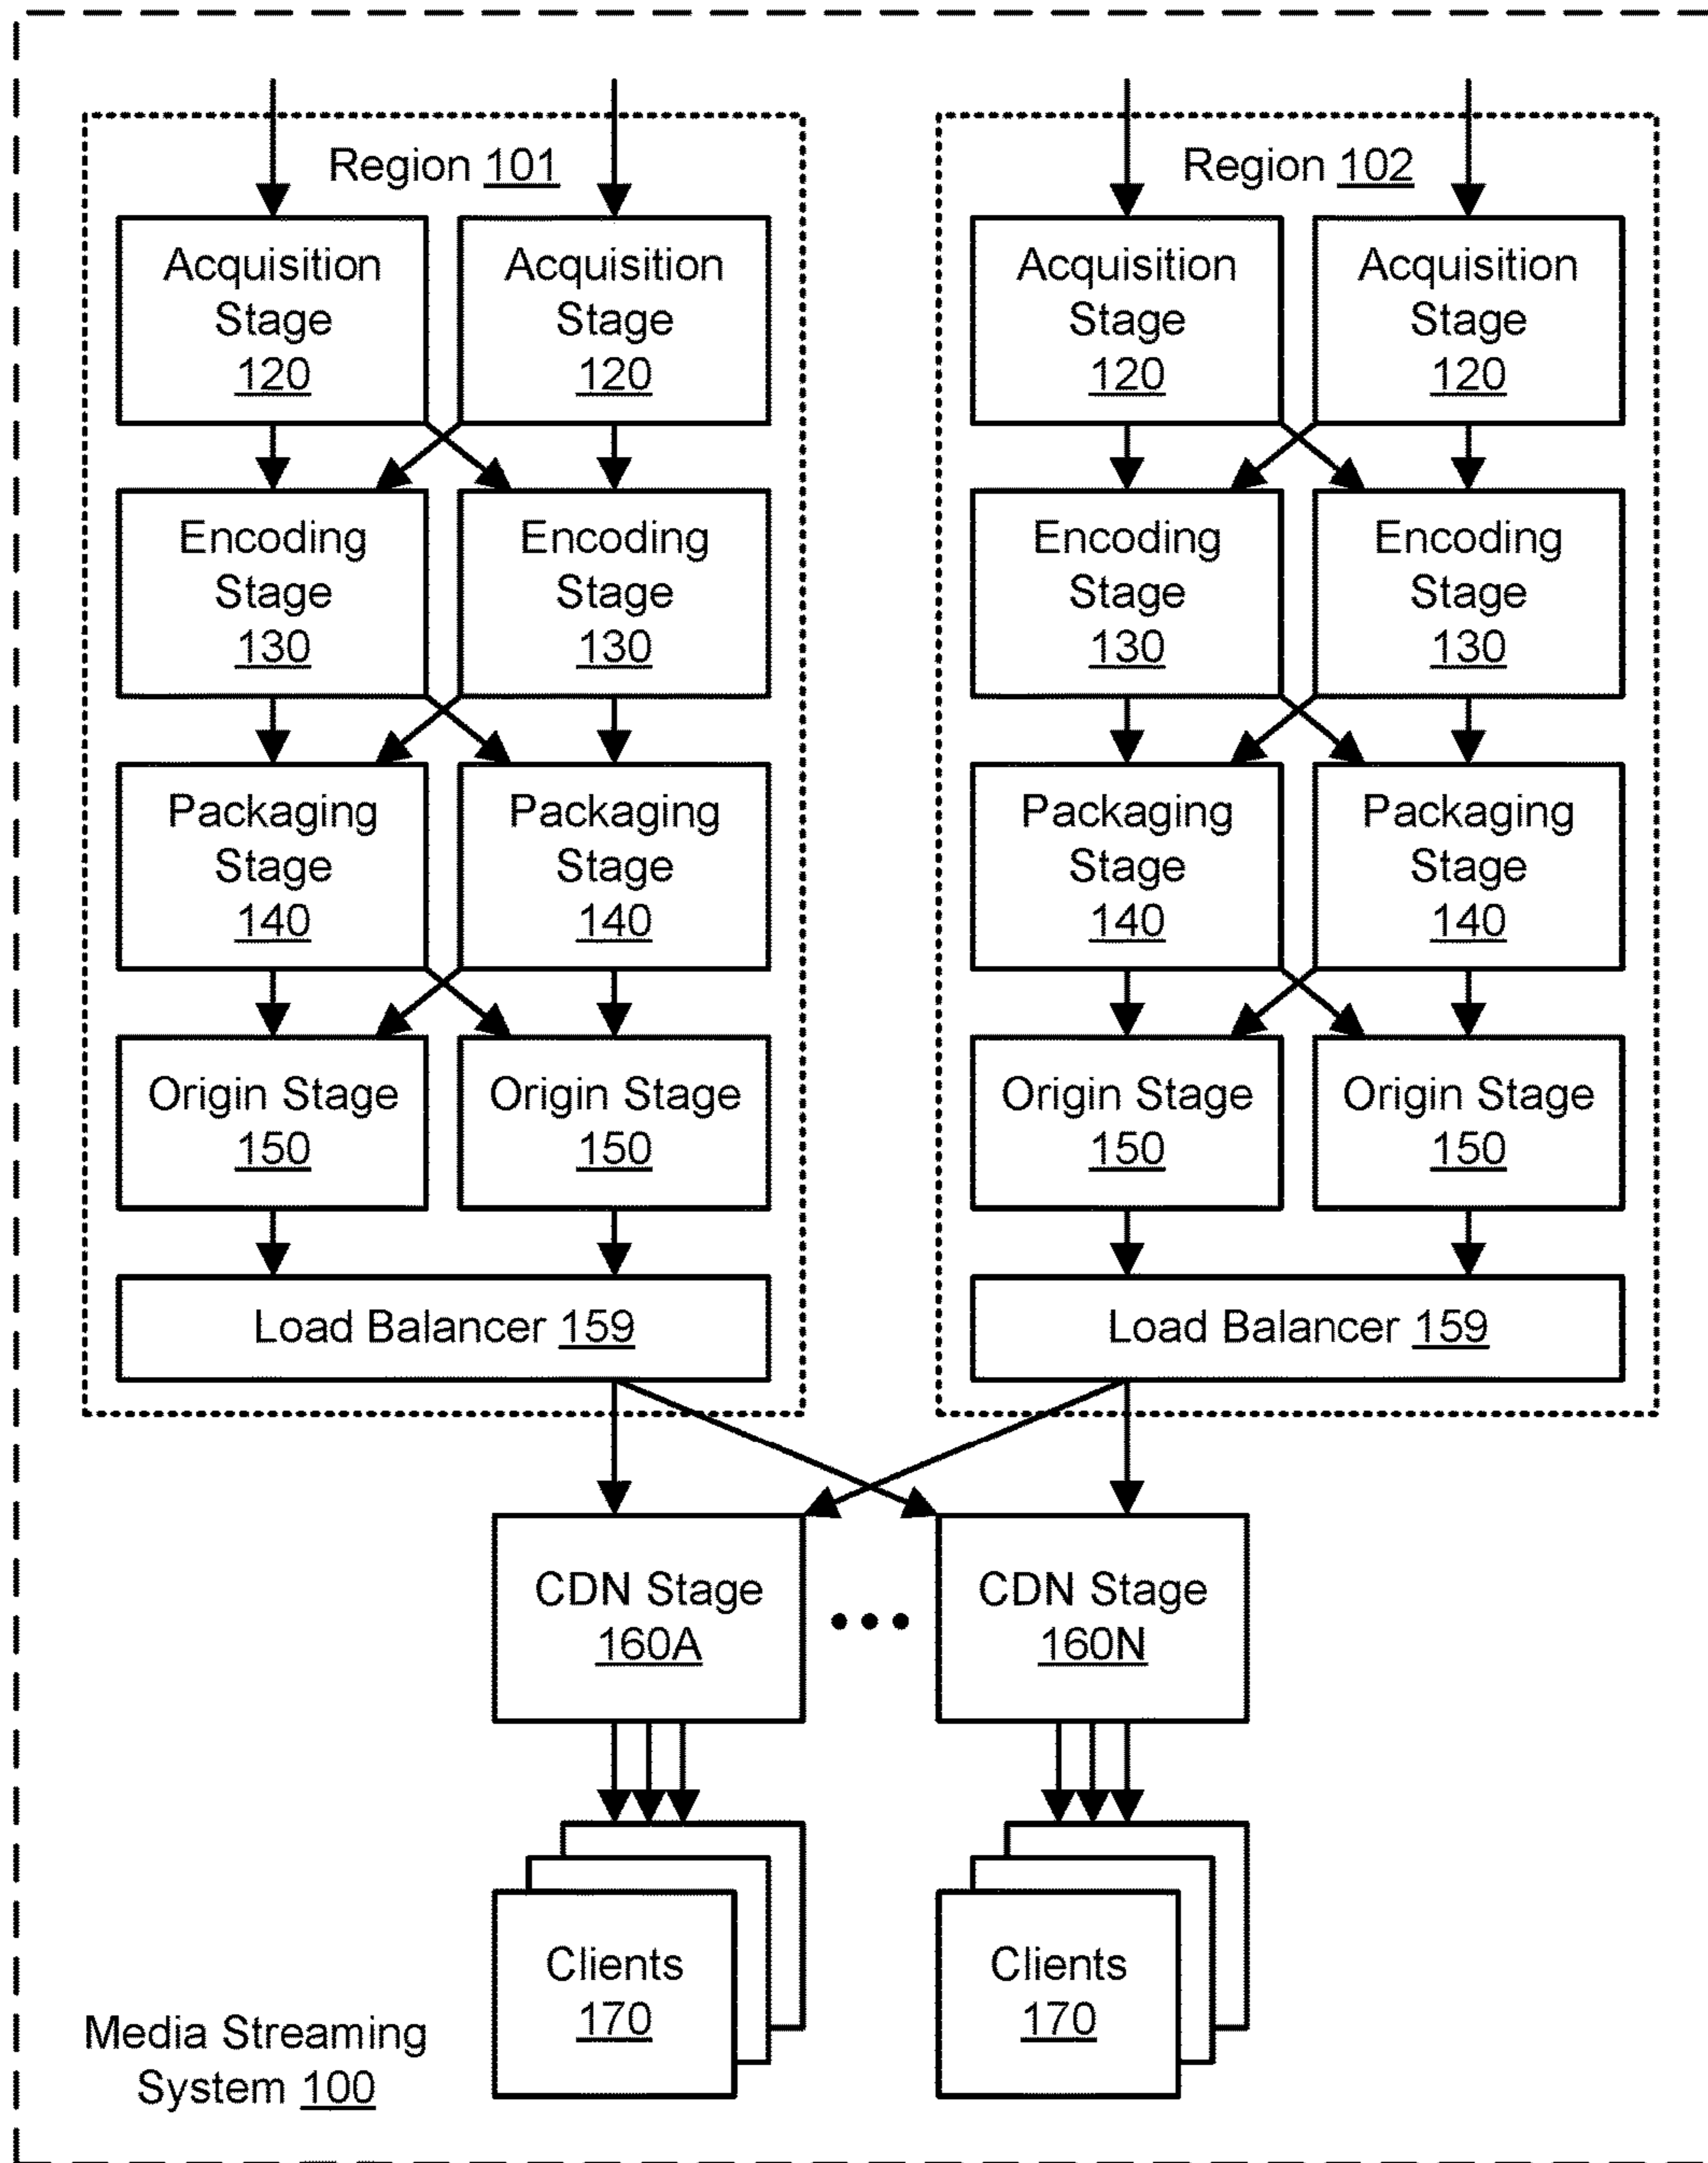 Region 101
Region 102
Acquisition
Stage
120
Acquisition
Stage
120
Acquisition
Stage
120
Acquisition
Stage
120
Encoding
Stage
130
Encoding
Stage
130
Encoding
Stage
130
Encoding
Stage
130
Packaging
Stage
140
Packaging
Stage
140
Packaging
Stage
140
Packaging
Stage
140
Origin Stage
150
Origin Stage
150
Origin Stage
150
Origin Stage
150
Load Balancer 159
Load Balancer 159
CDN Stage
160A
CDN Stage
160N
Clients
170
Clients
170
Media Streaming
System 100